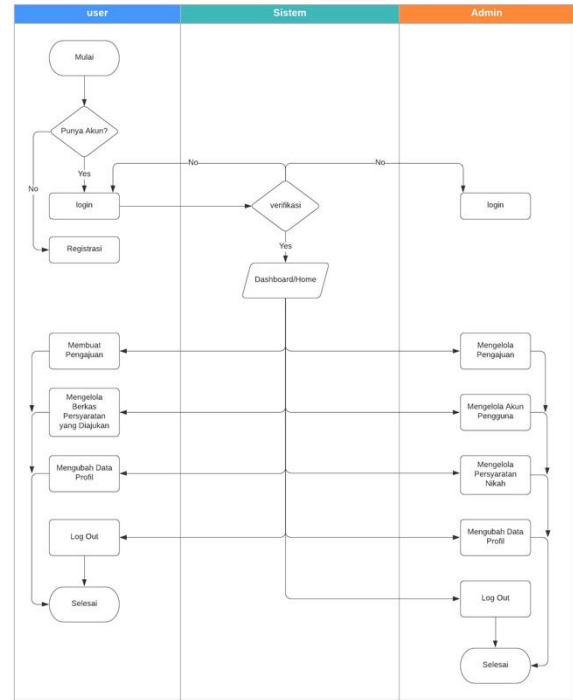 user
Sistem
Admin
Mulai
Punya Akun?
Yes
No
No
No
login
verifikasi
login
Registrasi
Yes
Dashboard/Home
Membuat
Pengajuan
Mengelola
Pengajuan
Mengelola
Berkas
Persyaratan
yang Diajukan
Mengelola Akun
Pengguna
Mengubah Data
Profil
Mengelola
Persyaratan
Nikah
Log Out
Mengubah Data
Profil
Selesai
Log Out
Selesai